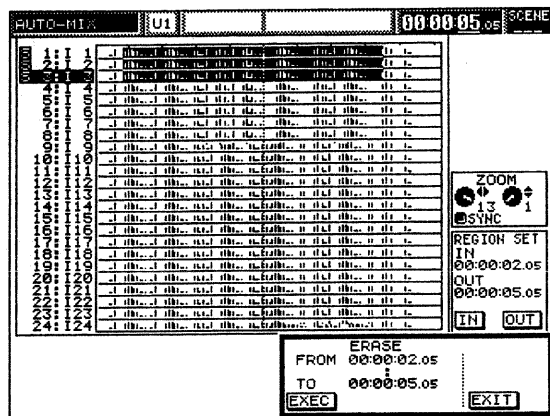 AUTO-MIX U1 00:00:05.05 SCENE
1:I 1
2:I 2
3:I 3
4:I 4
5:I 5
6:I 6
7:I 7
8:I 8
9:I 9
10:I10
11:I11
12:I12
13:I13
14:I14
15:I15
16:I16
17:I17
18:I18
19:I19
20:I20
21:I21
22:I22
23:I23
24:I24
ZOOM
13 1
SYNC
REGION SET
IN
00:00:02.05
OUT
00:00:05.05
IN OUT
ERASE
FROM 00:00:02.05
TO 00:00:05.05
EXEC EXIT